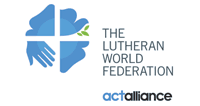 THE
LUTHERAN
WORLD
FEDERATION
actalliance